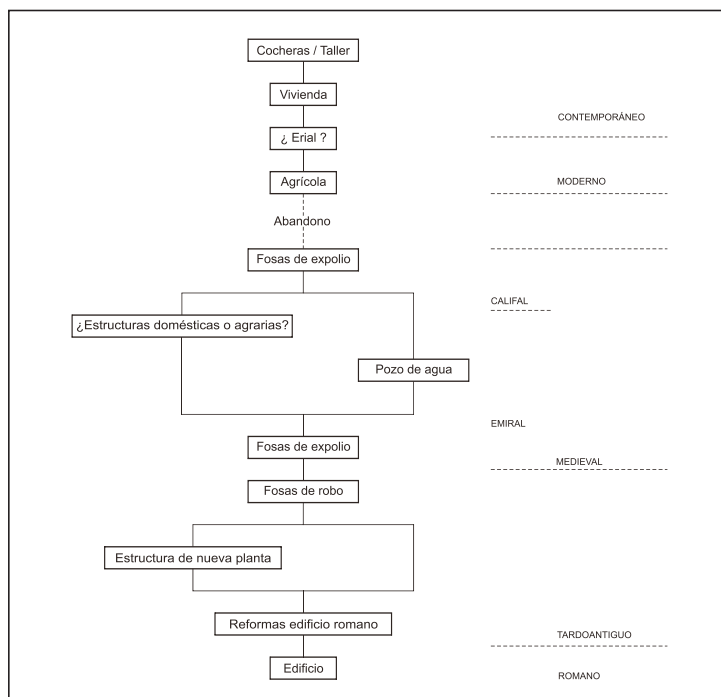 Cocheras / Taller
Vivienda
CONTEMPORÁNEO
¿ Erial ?
Agrícola
MODERNO
Abandono
Fosas de expolio
CALIFAL
¿Estructuras domésticas o agrarias?
Pozo de agua
EMIRAL
Fosas de expolio
MEDIEVAL
Fosas de robo
Estructura de nueva planta
Reformas edificio romano
TARDOANTIGUO
Edificio
ROMANO